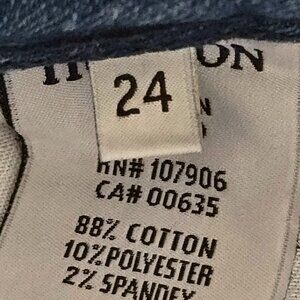 24
RN# 107906
CA# 00635
88% COTTON
10% POLYESTER
2% SPANDEX